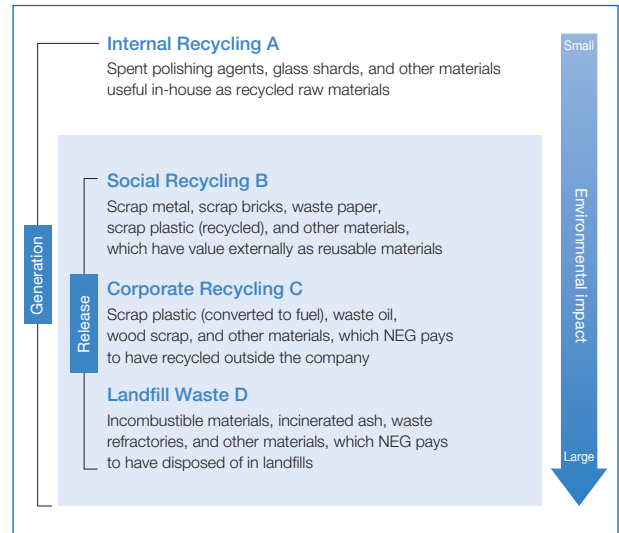 Internal Recycling A
Small
Spent polishing agents, glass shards, and other materials
useful in-house as recycled raw materials
Generation
Release
Social Recycling B
Scrap metal, scrap bricks, waste paper,
scrap plastic (recycled), and other materials,
which have value externally as reusable materials
Environmental impact
Corporate Recycling C
Scrap plastic (converted to fuel), waste oil,
wood scrap, and other materials, which NEG pays
to have recycled outside the company
Landfill Waste D
Incombustible materials, incinerated ash, waste
refractories, and other materials, which NEG pays
to have disposed of in landfills
Large